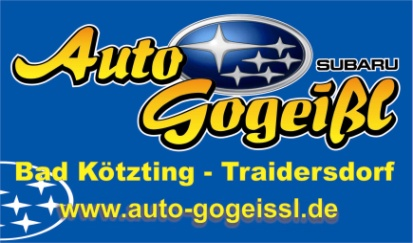 Auto
SUBARU
Gogeißl
Bad Kötzting - Traidersdorf
www.auto-gogeissl.de